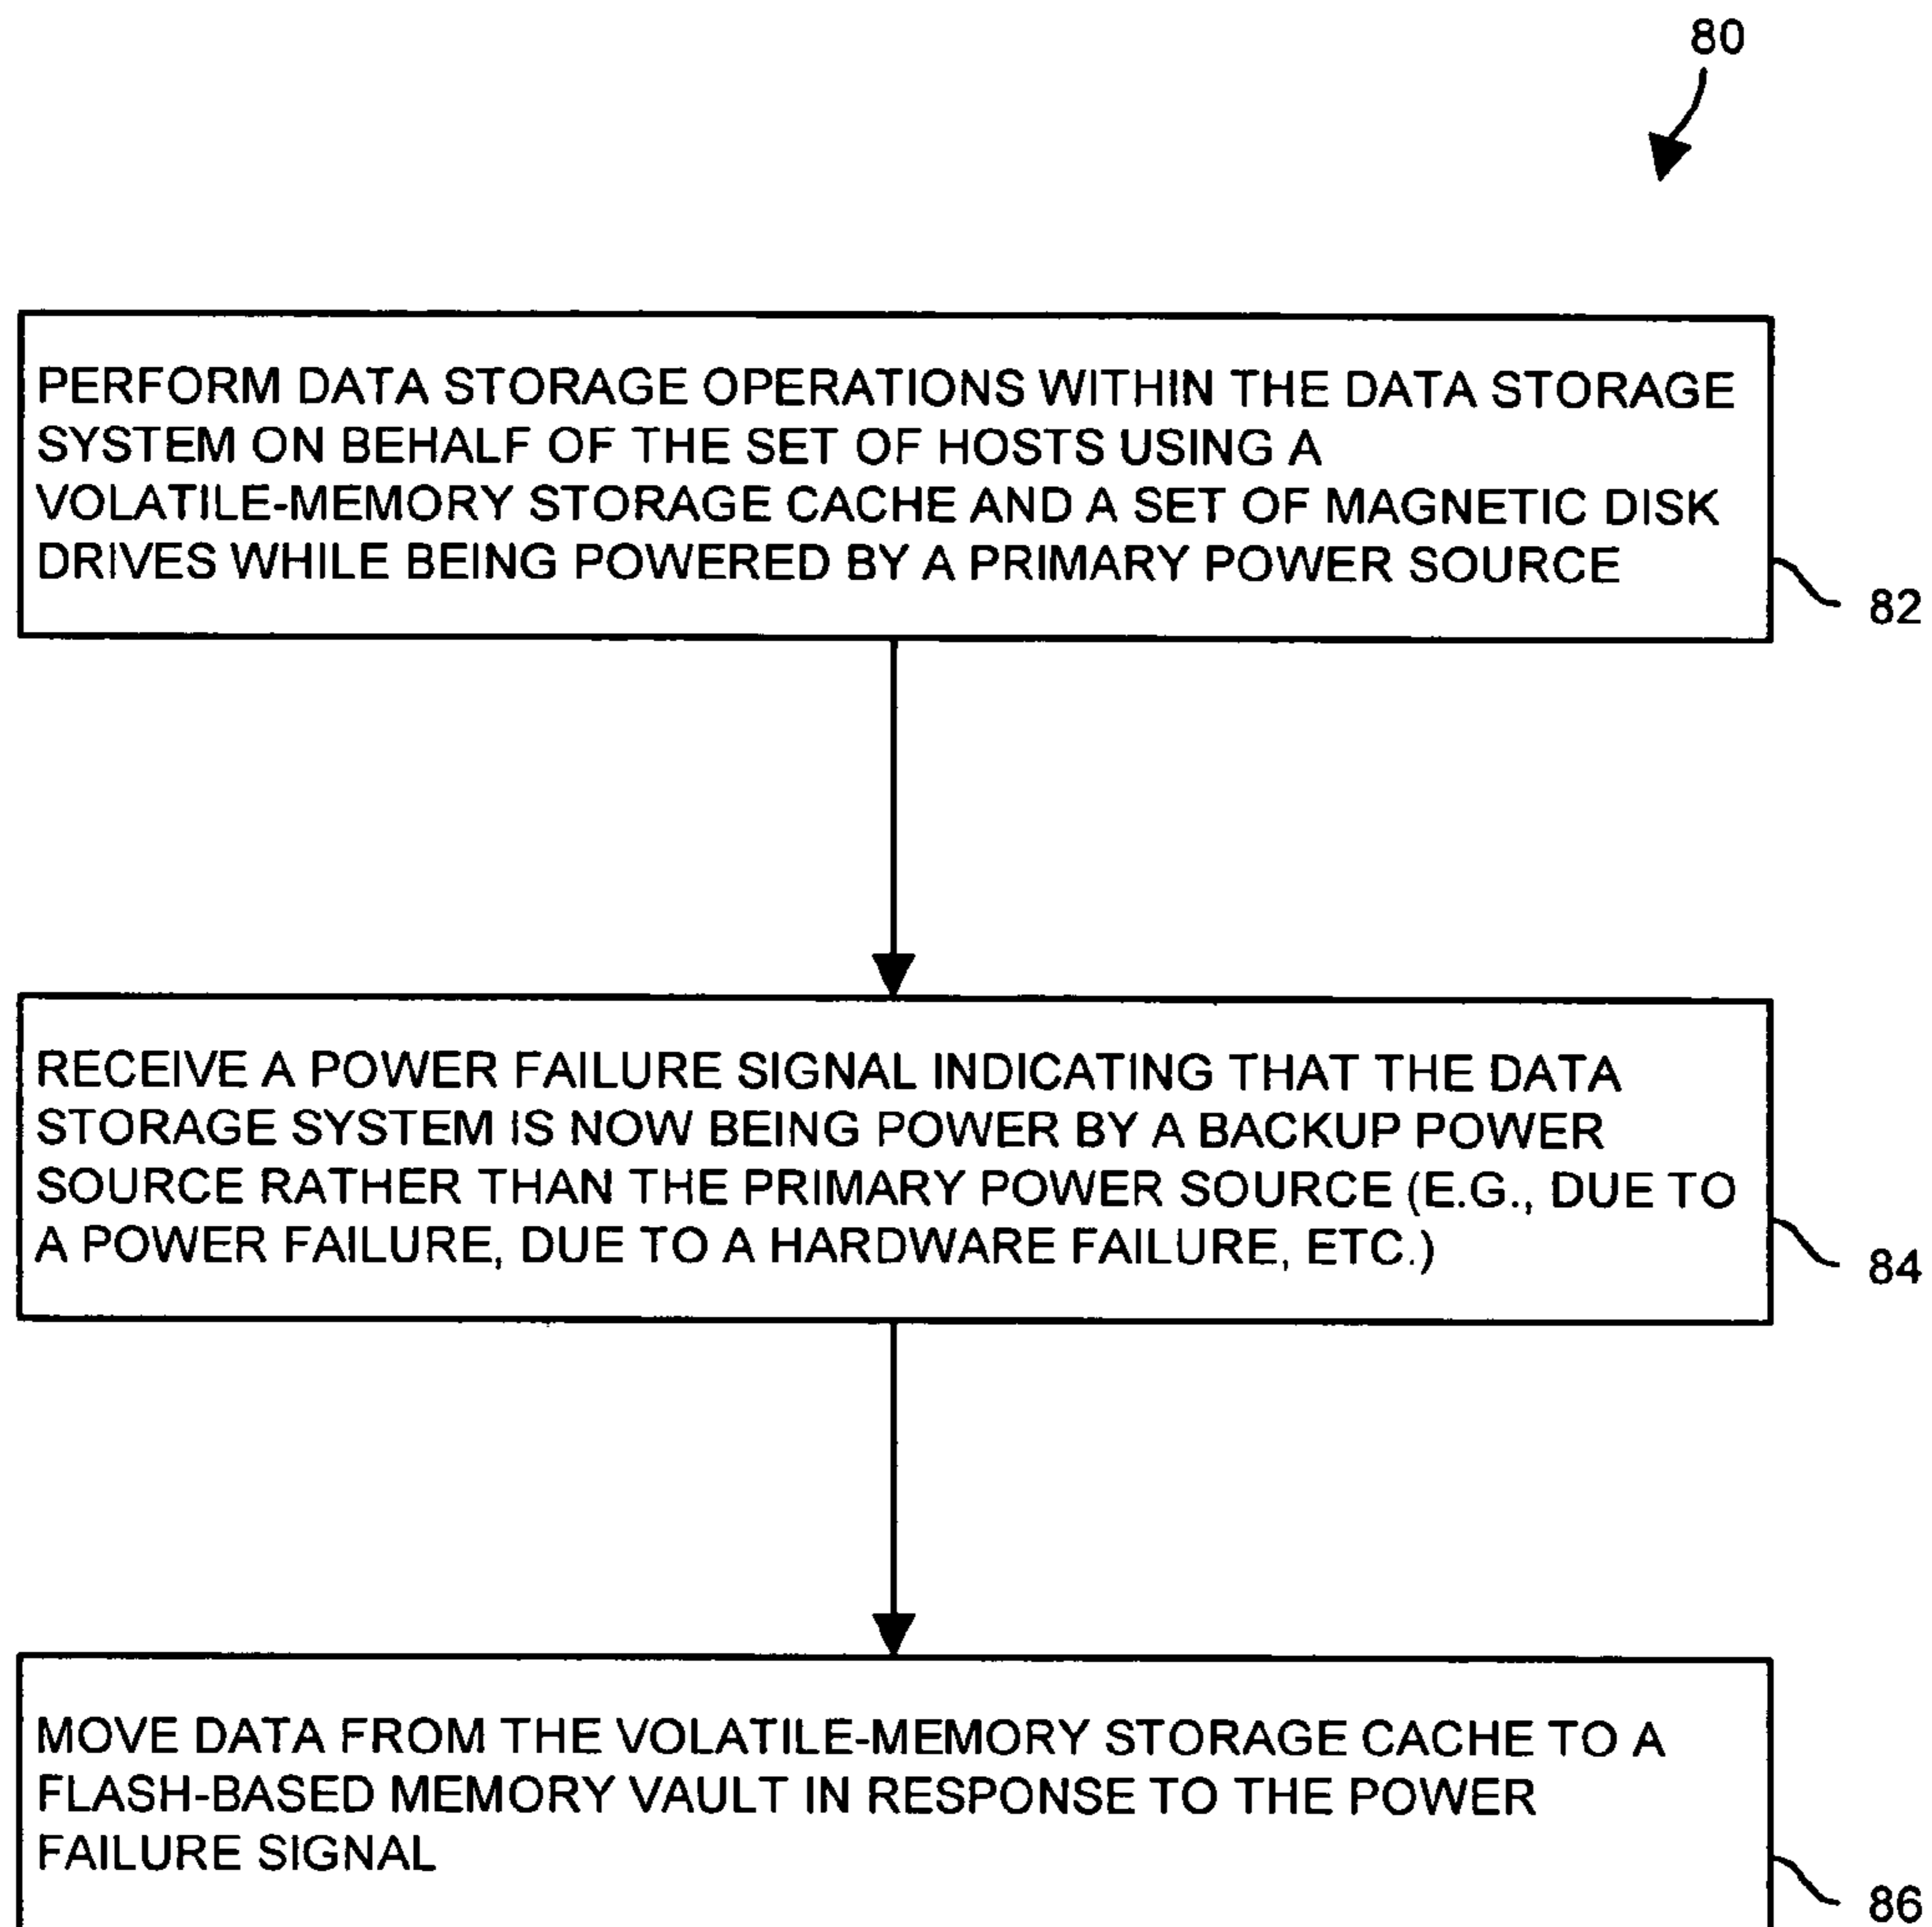 80
PERFORM DATA STORAGE OPERATIONS WITHIN THE DATA STORAGE
SYSTEM ON BEHALF OF THE SET OF HOSTS USING A
VOLATILE-MEMORY STORAGE CACHE AND A SET OF MAGNETIC DISK
DRIVES WHILE BEING POWERED BY A PRIMARY POWER SOURCE
82
RECEIVE A POWER FAILURE SIGNAL INDICATING THAT THE DATA
STORAGE SYSTEM IS NOW BEING POWER BY A BACKUP POWER
SOURCE RATHER THAN THE PRIMARY POWER SOURCE (E.G., DUE TO
A POWER FAILURE, DUE TO A HARDWARE FAILURE, ETC.)
84
MOVE DATA FROM THE VOLATILE-MEMORY STORAGE CACHE TO A
FLASH-BASED MEMORY VAULT IN RESPONSE TO THE POWER
FAILURE SIGNAL
86